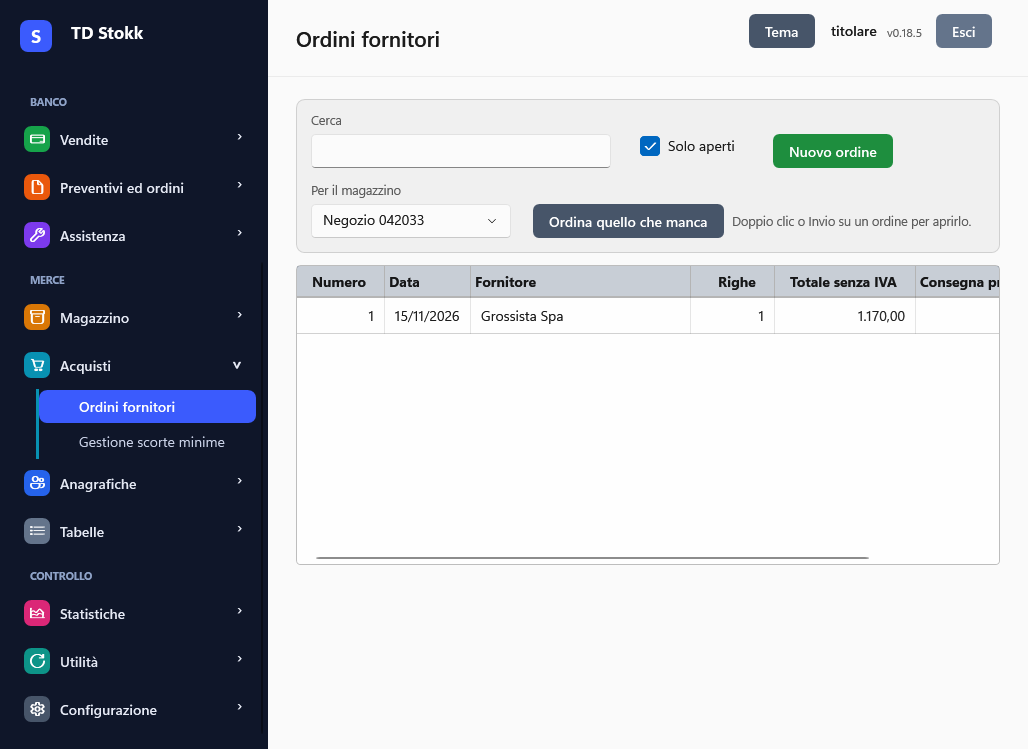 S
TD Stokk
BANCO
Vendite
Preventivi ed ordini
Assistenza
MERCE
Magazzino
Acquisti
Ordini fornitori
Gestione scorte minime
Anagrafiche
Tabelle
CONTROLLO
Statistiche
Utilità
Configurazione
Ordini fornitori
Tema
titolare
v0.18.5
Esci
Cerca
Solo aperti
Nuovo ordine
Per il magazzino
Negozio 042033
Ordina quello che manca
Doppio clic o Invio su un ordine per aprirlo.
Numero Data Fornitore Righe Totale senza IVA Consegna pr
1 15/11/2026 Grossista Spa 1 1.170,00